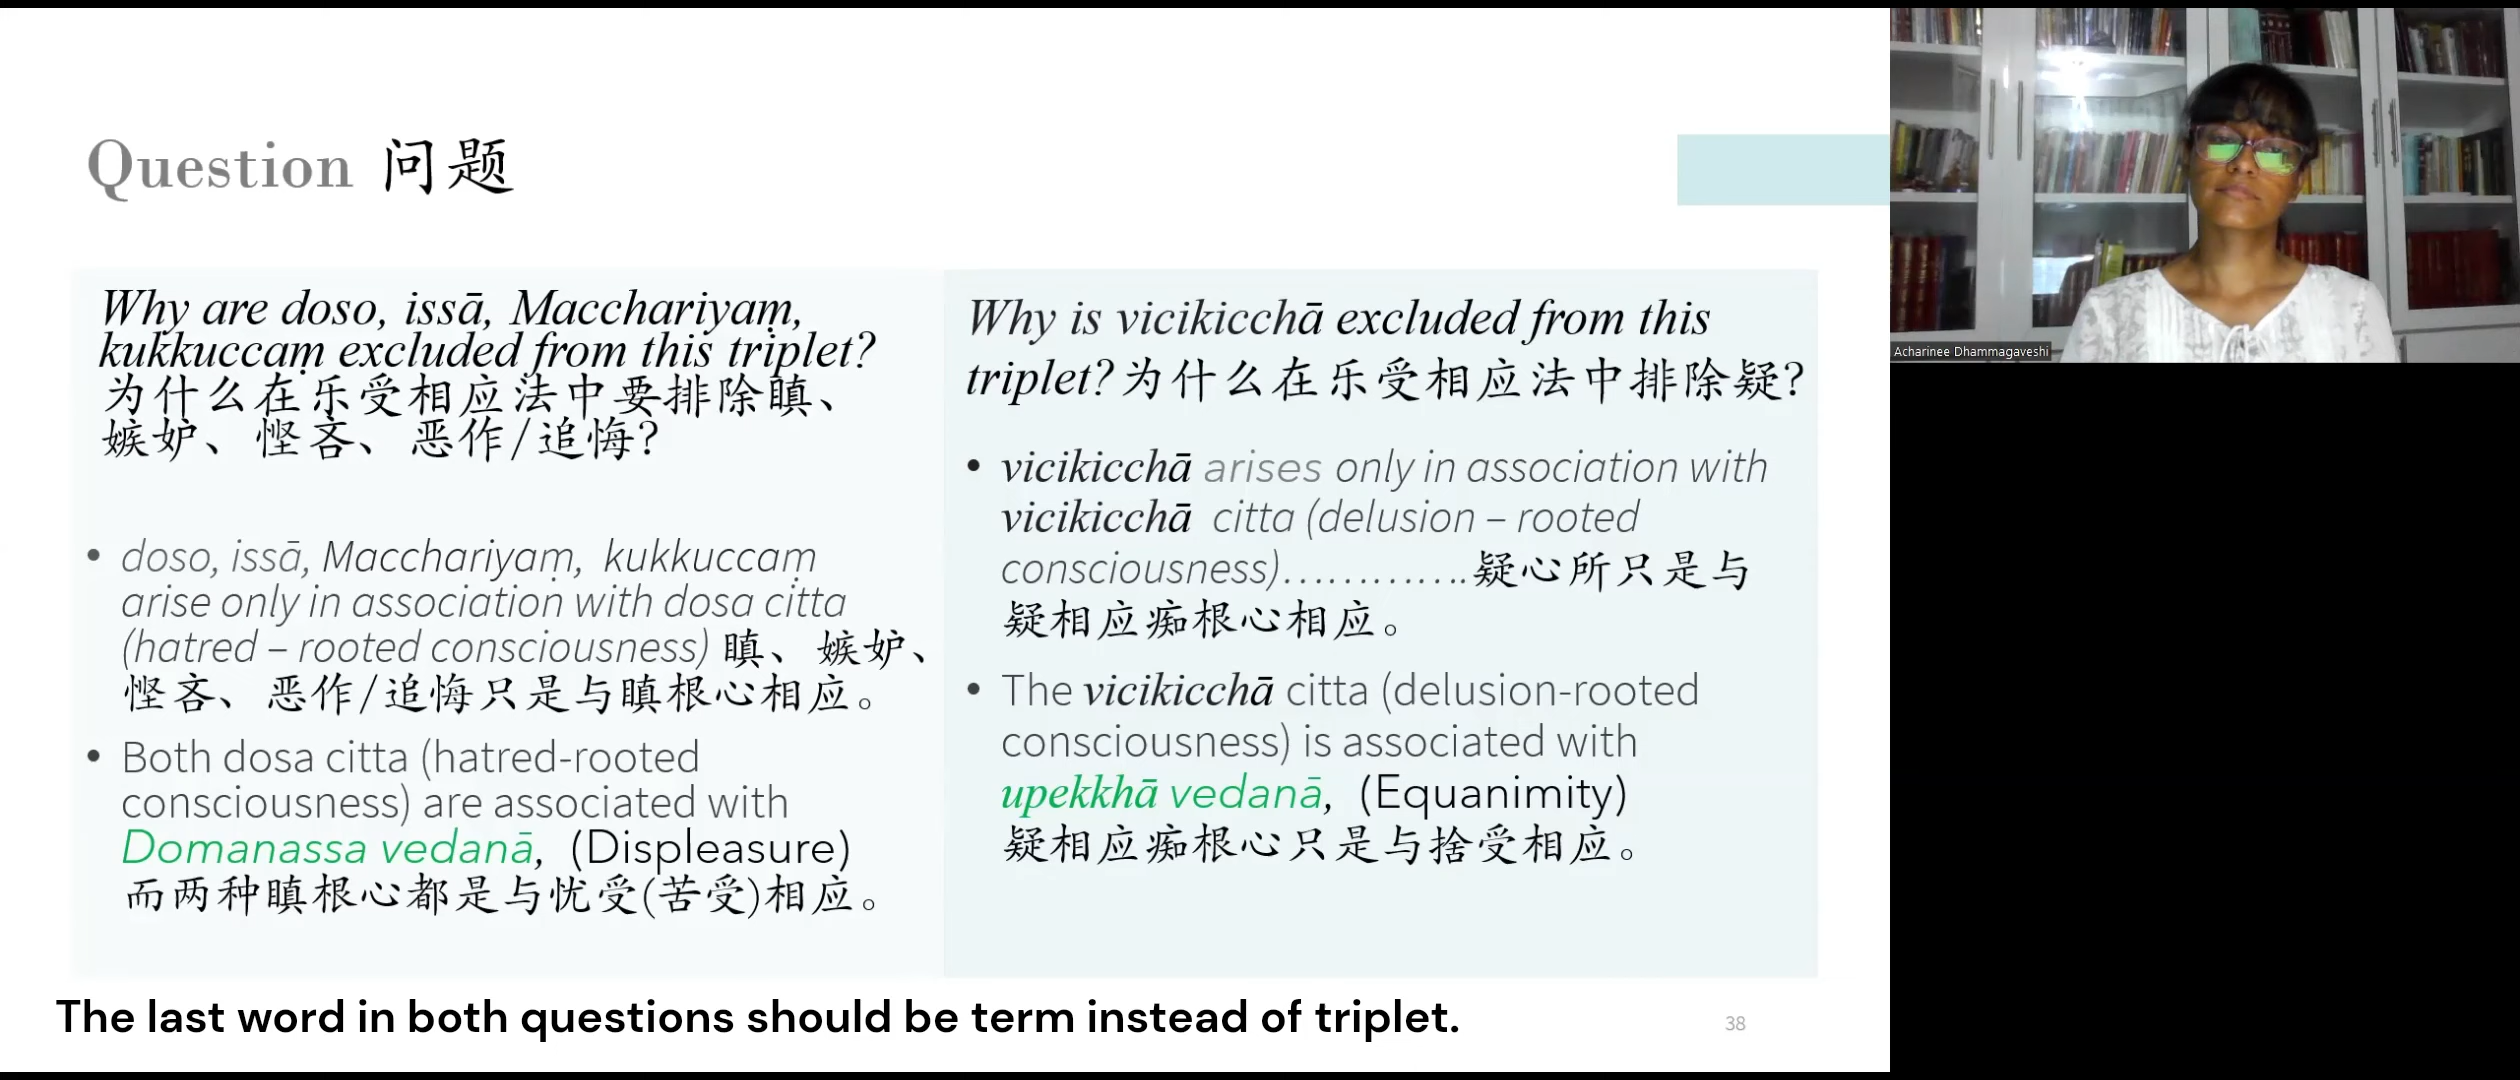 Question 问题
Why are doso, issā, Macchariyaṃ,
kukkuccaṃ excluded from this triplet?
为什么在乐受相应法中要排除瞋、
嫉妒、悭吝、恶作/追悔?
• doso, issā, Macchariyaṃ, kukkuccaṃ
arise only in association with dosa citta
(hatred – rooted consciousness) 瞋、嫉妒、
悭吝、恶作/追悔只是与瞋根心相应。
• Both dosa citta (hatred-rooted
consciousness) are associated with
Domanassa vedanā, (Displeasure)
而两种瞋根心都是与忧受(苦受)相应。
Why is vicikicchā excluded from this
triplet? 为什么在乐受相应法中排除疑?
• vicikicchā arises only in association with
vicikicchā citta (delusion – rooted
consciousness).............疑心所只是与
疑相应痴根心相应。
• The vicikicchā citta (delusion-rooted
consciousness) is associated with
upekkhā vedanā, (Equanimity)
疑相应痴根心只是与捨受相应。
The last word in both questions should be term instead of triplet.
38
Acharinee Dhammagaveshi